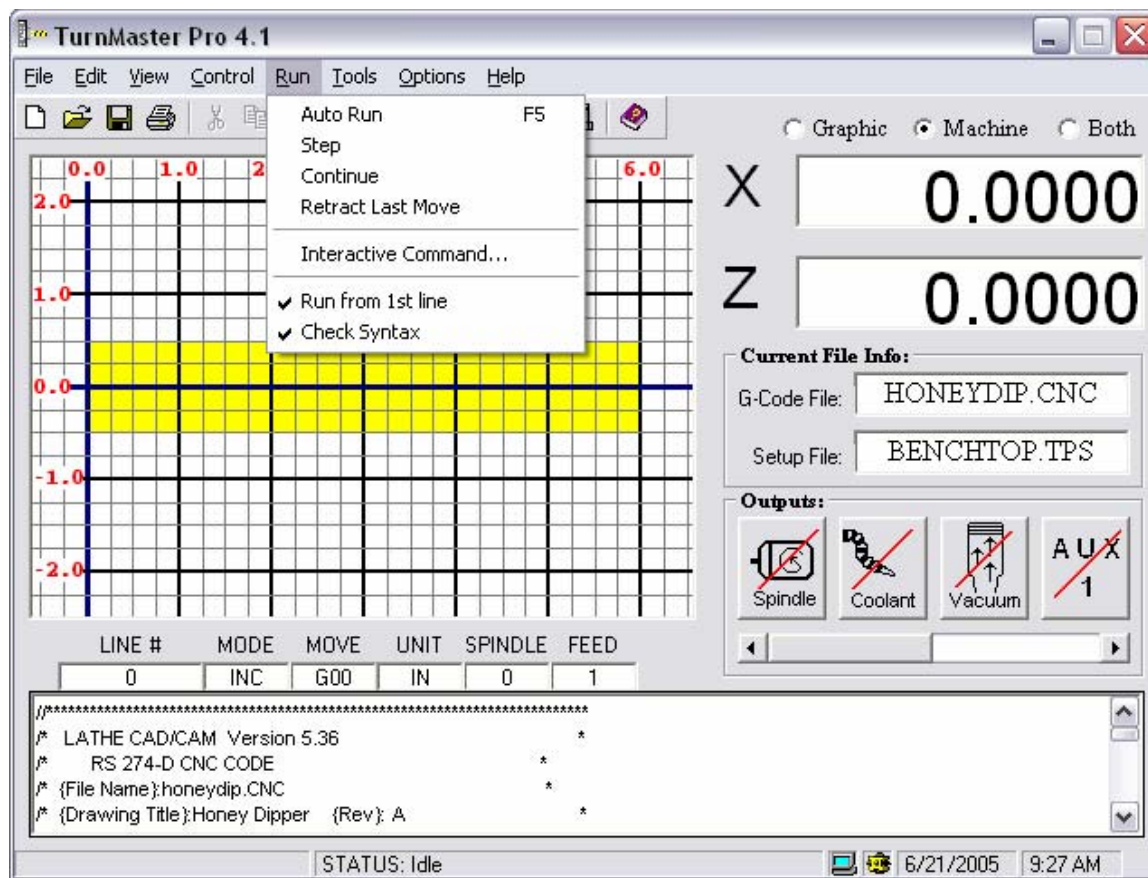 TurnMaster Pro 4.1
File Edit View Control Run Tools Options Help
Auto Run F5
Step
Continue
Retract Last Move
Interactive Command...
Run from 1st line
Check Syntax
Graphic Machine Both
0.0 1.0 2 6.0
2.0
1.0
0.0
-1.0
-2.0
X 0.0000
Z 0.0000
Current File Info:
G-Code File: HONEYDIP.CNC
Setup File: BENCHTOP.TPS
Outputs:
Spindle
Coolant
Vacuum
AUX
1
LINE # MODE MOVE UNIT SPINDLE FEED
0 INC G00 IN 0 1
//******************************************************************************
/* LATHE CAD/CAM Version 5.36 *
/* RS 274-D CNC CODE *
/* {File Name}:honeydip.CNC *
/* {Drawing Title}:Honey Dipper {Rev}: A *
STATUS: Idle 6/21/2005 9:27 AM